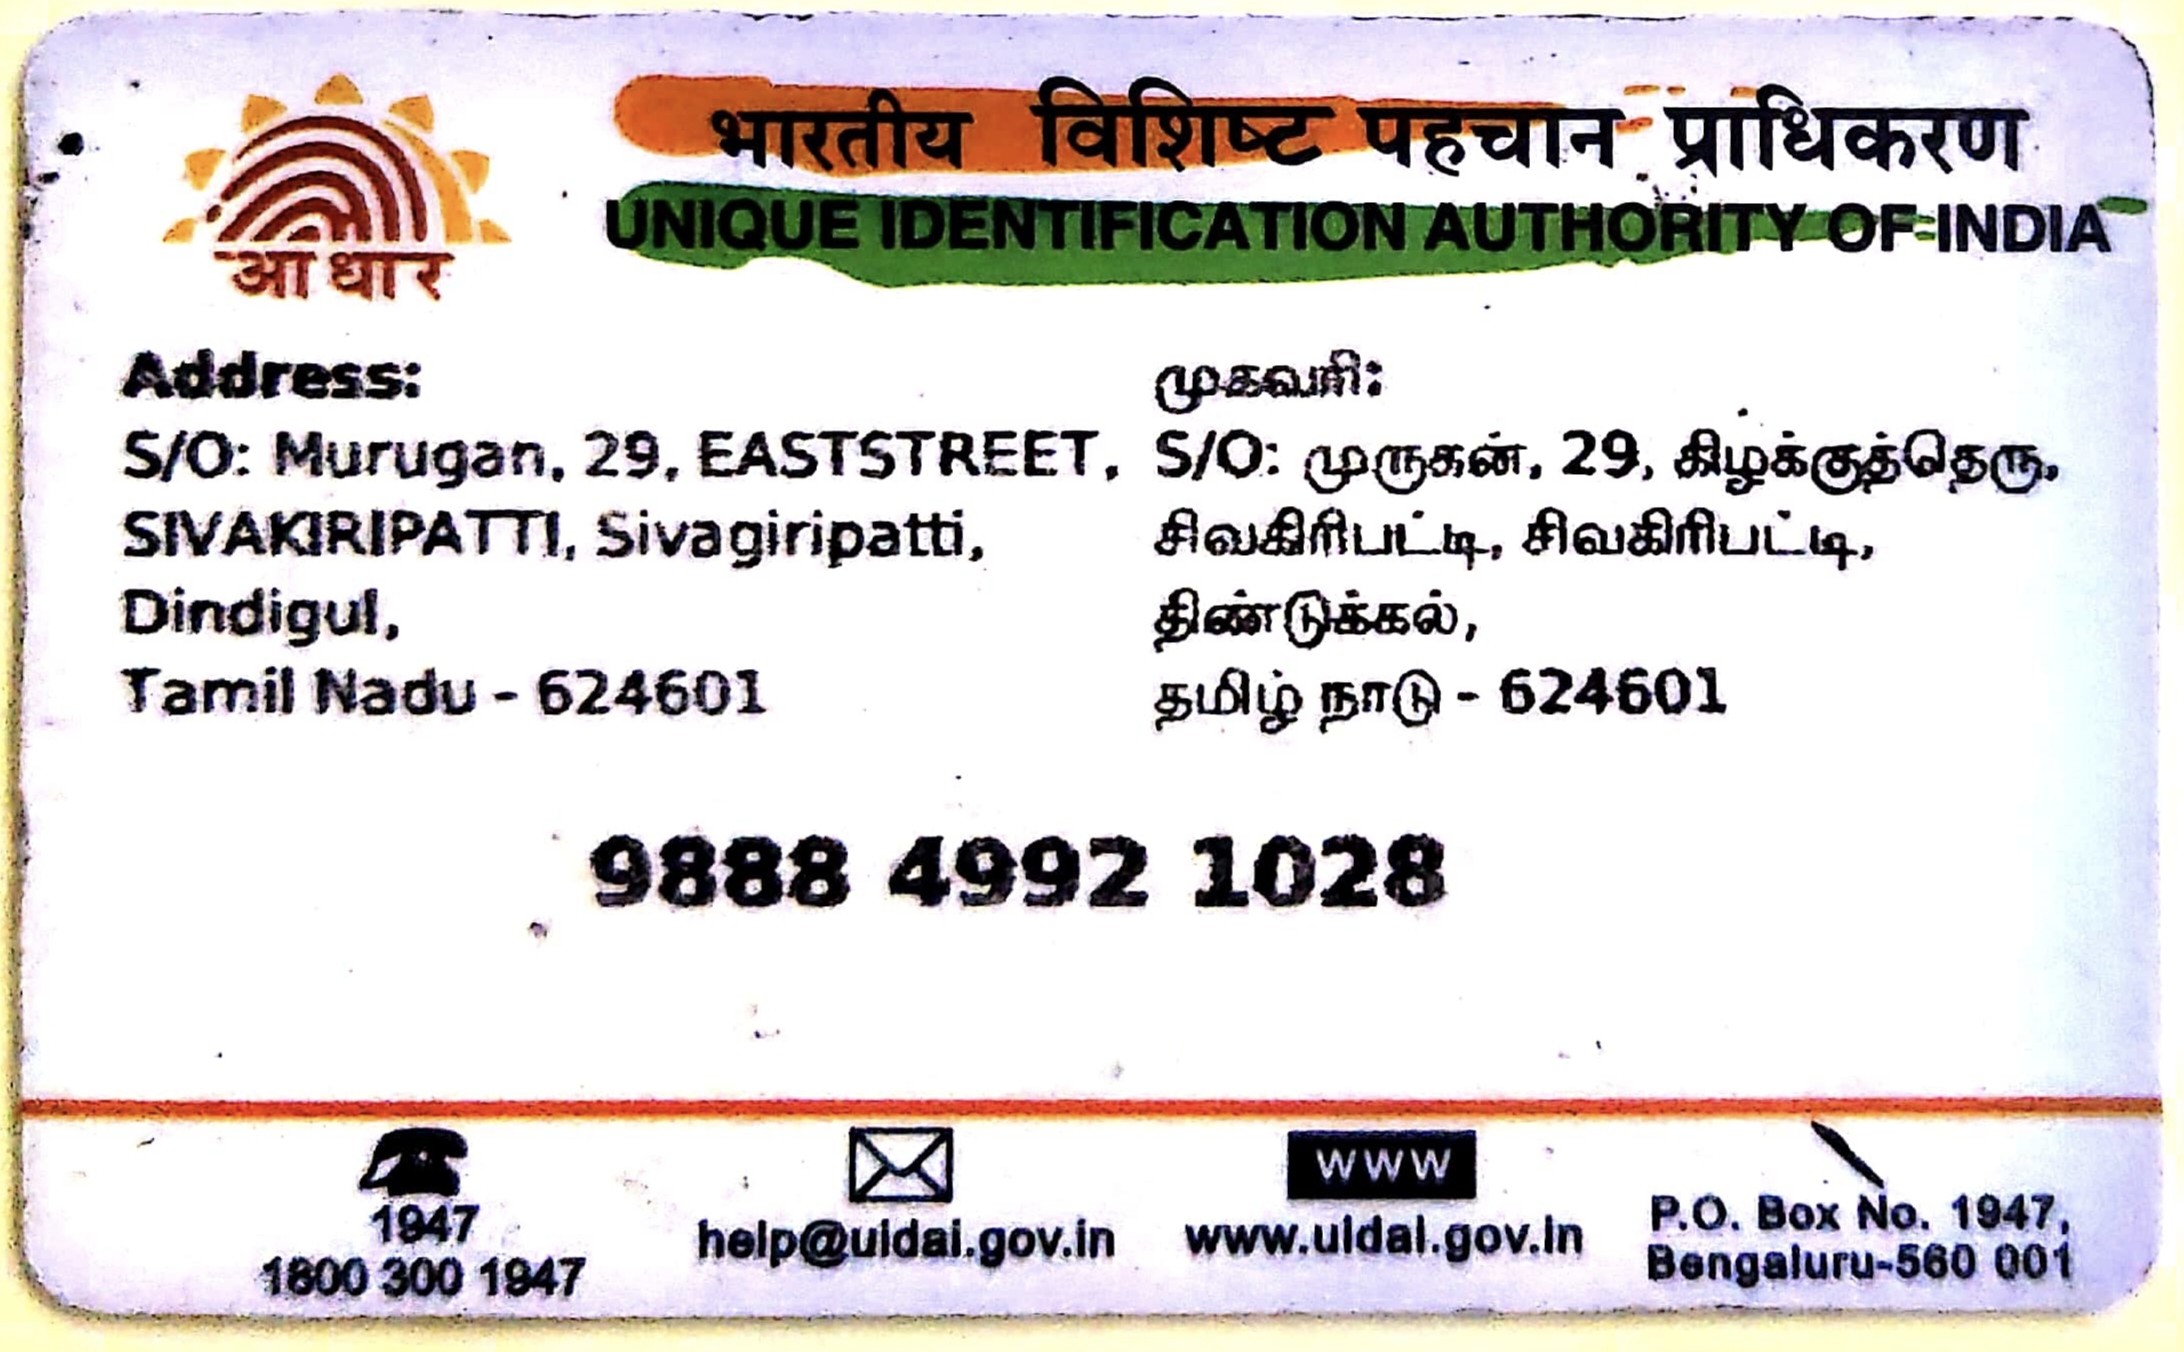 आधार
भारतीय विशिष्ट पहचान प्राधिकरण
UNIQUE IDENTIFICATION AUTHORITY OF INDIA
Address:
S/O: Murugan, 29, EASTSTREET,
SIVAKIRIPATTI, Sivagiripatti,
Dindigul,
Tamil Nadu - 624601
முகவரி:
S/O: முருகன், 29, கிழக்குத்தெரு,
சிவகிரிபட்டி, சிவகிரிபட்டி,
திண்டுக்கல்,
தமிழ் நாடு - 624601
9888 4992 1028
1947
1800 300 1947
help@uidai.gov.in
www
www.uidai.gov.in
P.O. Box No. 1947,
Bengaluru-560 001